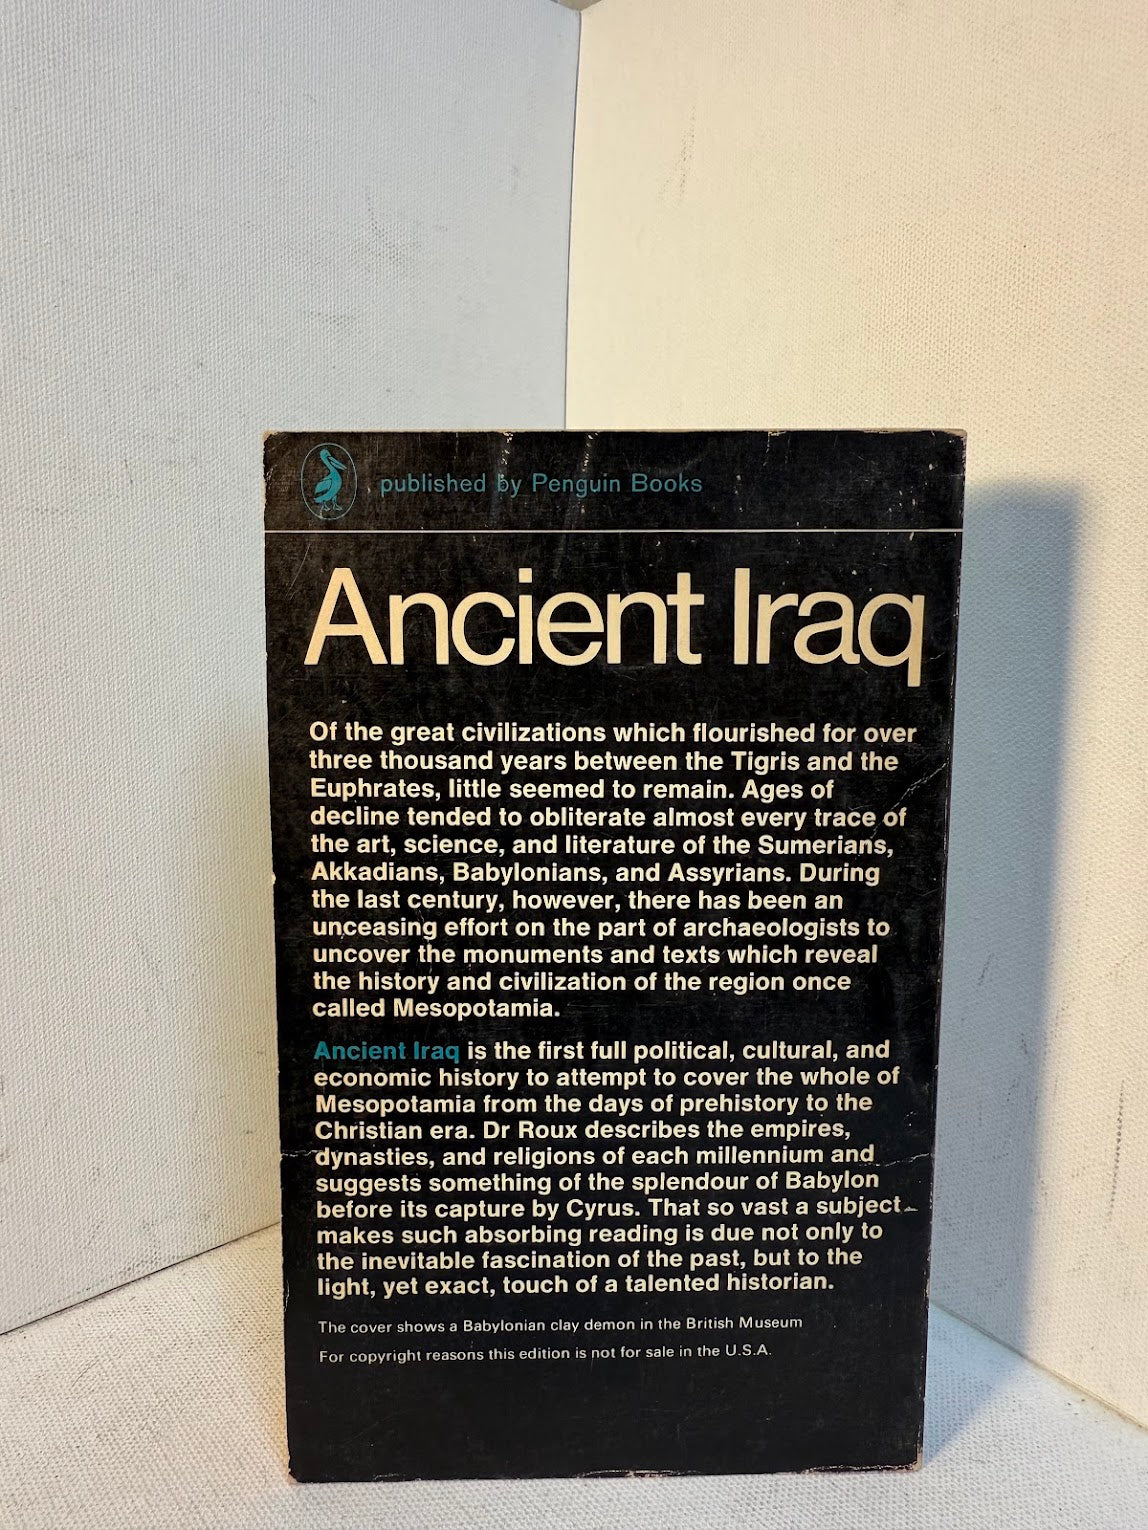 published by Penguin Books
Ancient Iraq
Of the great civilizations which flourished for over
three thousand years between the Tigris and the
Euphrates, little seemed to remain. Ages of
decline tended to obliterate almost every trace of
the art, science, and literature of the Sumerians,
Akkadians, Babylonians, and Assyrians. During
the last century, however, there has been an
unceasing effort on the part of archaeologists to
uncover the monuments and texts which reveal
the history and civilization of the region once
called Mesopotamia.
Ancient Iraq is the first full political, cultural, and
economic history to attempt to cover the whole of
Mesopotamia from the days of prehistory to the
Christian era. Dr Roux describes the empires,
dynasties, and religions of each millennium and
suggests something of the splendour of Babylon
before its capture by Cyrus. That so vast a subject
makes such absorbing reading is due not only to
the inevitable fascination of the past, but to the
light, yet exact, touch of a talented historian.
The cover shows a Babylonian clay demon in the British Museum
For copyright reasons this edition is not for sale in the U.S.A.